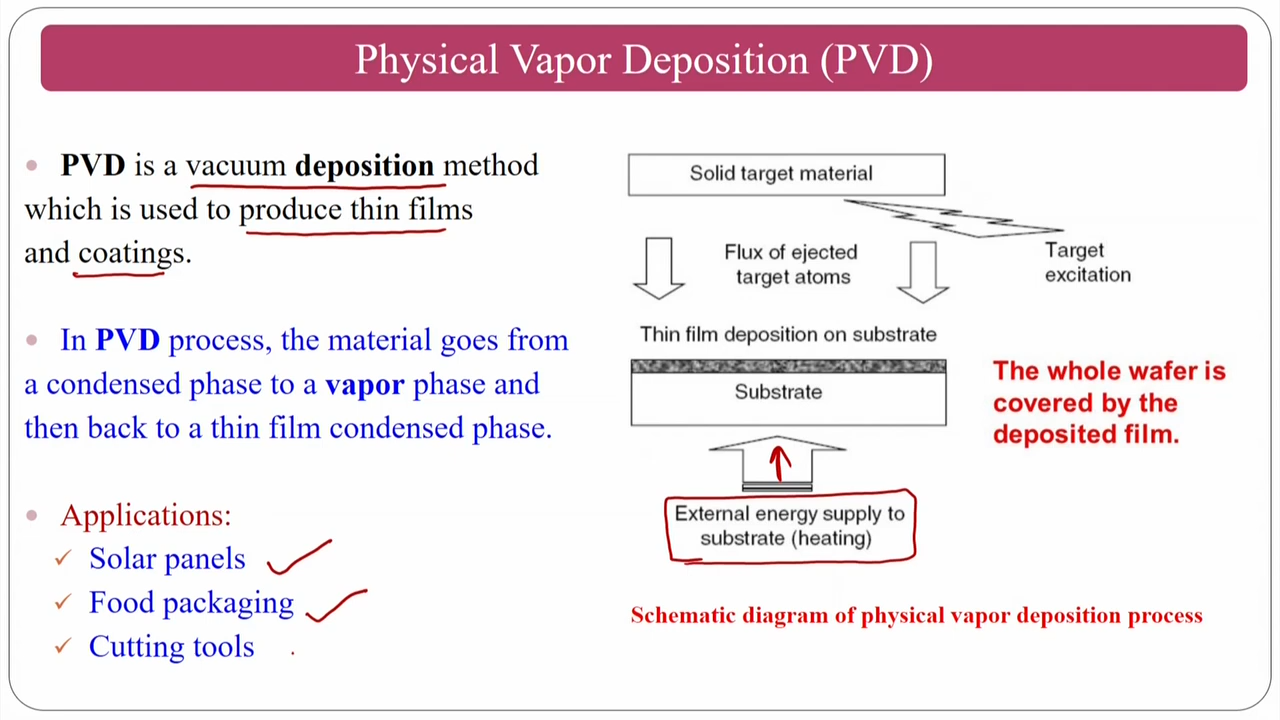 Physical Vapor Deposition (PVD)
PVD is a vacuum deposition method
which is used to produce thin films
and coatings.
In PVD process, the material goes from
a condensed phase to a vapor phase and
then back to a thin film condensed phase.
Applications:
Solar panels
Food packaging
Cutting tools
Solid target material
Flux of ejected
target atoms
Target
excitation
Thin film deposition on substrate
Substrate
The whole wafer is
covered by the
deposited film.
External energy supply to
substrate (heating)
Schematic diagram of physical vapor deposition process